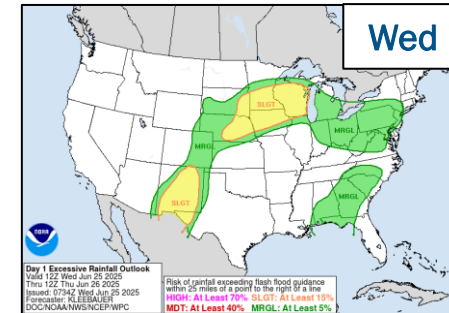 Wed
SLGT
MRGL
MRGL
SLGT
MRGL
noaa
Day 1 Excessive Rainfall Outlook
Valid 12Z Wed Jun 25 2025
Thru 12Z Thu Jun 26 2025
Issued: 0734Z Wed Jun 25 2025
Forecaster: KLEEBAUER
DOC/NOAA/NWS/NCEP/WPC
Risk of rainfall exceeding flash flood guidance
within 25 miles of a point to the right of a line
HIGH: At Least 70% SLGT: At Least 15%
MDT: At Least 40% MRGL: At Least 5%